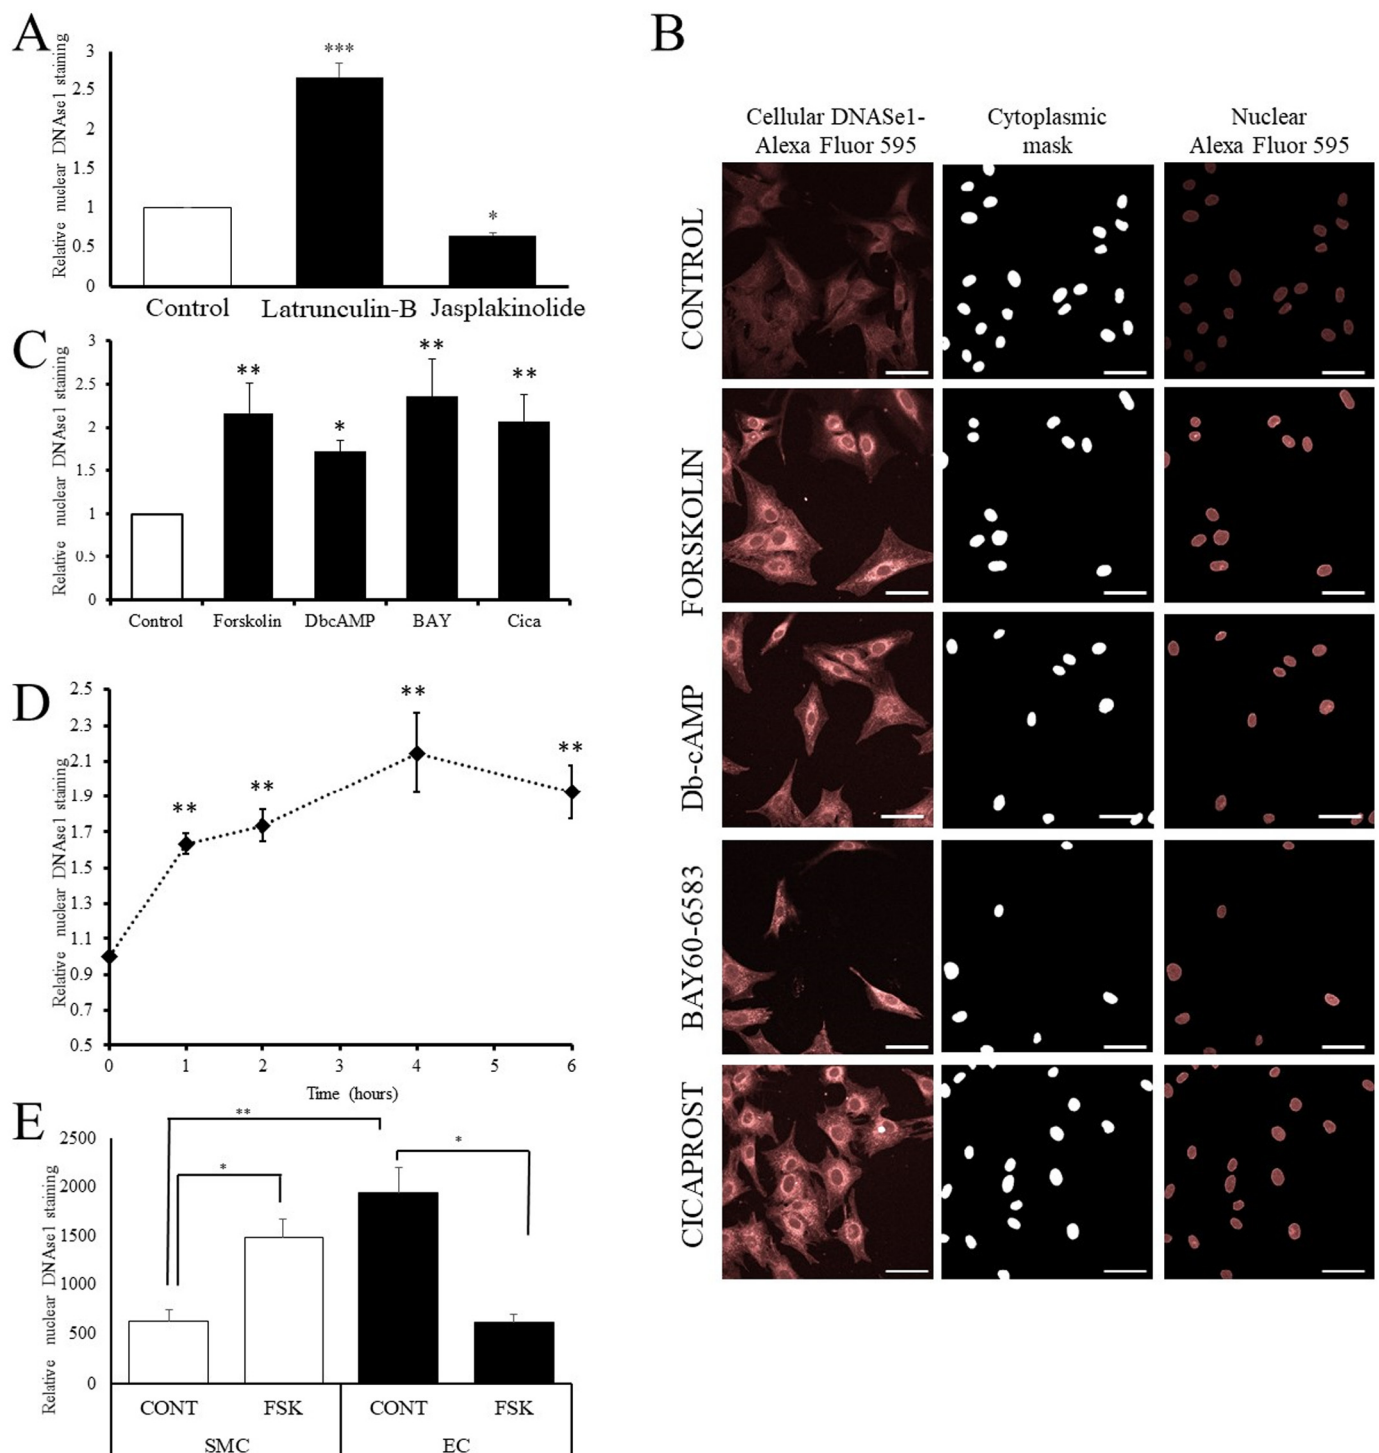 A
Relative nuclear DNAse1 staining
3
2.5
2
1.5
1
0.5
0
***
*
Control
Latrunculin-B
Jasplakinolide
B
Cellular DNASe1-
Alexa Fluor 595
Cytoplasmic
mask
Nuclear
Alexa Fluor 595
CONTROL
FORSKOLIN
Db-cAMP
BAY60-6583
CICAPROST
C
Relative nuclear DNAse1 staining
3
2.5
2
1.5
1
0.5
0
**
*
**
**
Control
Forskolin
DbcAMP
BAY
Cica
D
Relative nuclear DNAse1 staining
2.5
2.3
2.1
1.9
1.7
1.5
1.3
1.1
0.9
0.7
0.5
**
**
**
**
0
1
2
3
4
5
6
Time (hours)
E
Relative nuclear DNAse1 staining
2500
2000
1500
1000
500
0
**
*
*
CONT
FSK
CONT
FSK
SMC
EC